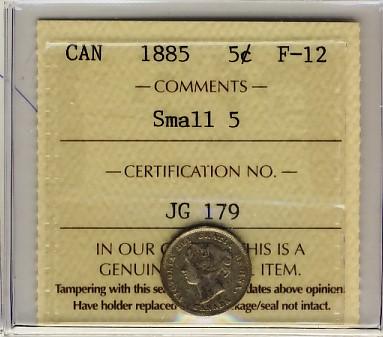 CAN 1885 5¢ F-12
— COMMENTS —
Small 5
— CERTIFICATION NO. —
JG 179
IN OUR HIS IS A
GENUIN ITEM.
Tampering with this sea dates above opinion.
Have holder replaced kage/seal not intact.